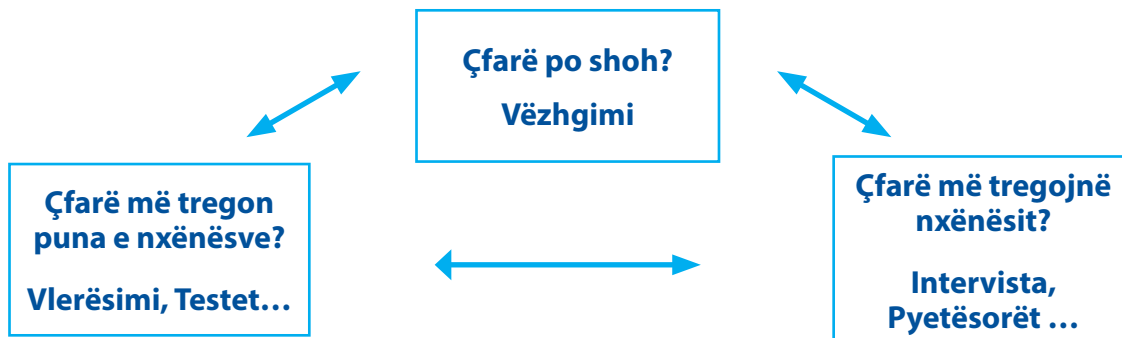 Çfarë po shoh?
Vëzhgimi
Çfarë më tregon
puna e nxënësve?
Vlerësimi, Testet…
Çfarë më tregojnë
nxënësit?
Intervista,
Pyetësorët …